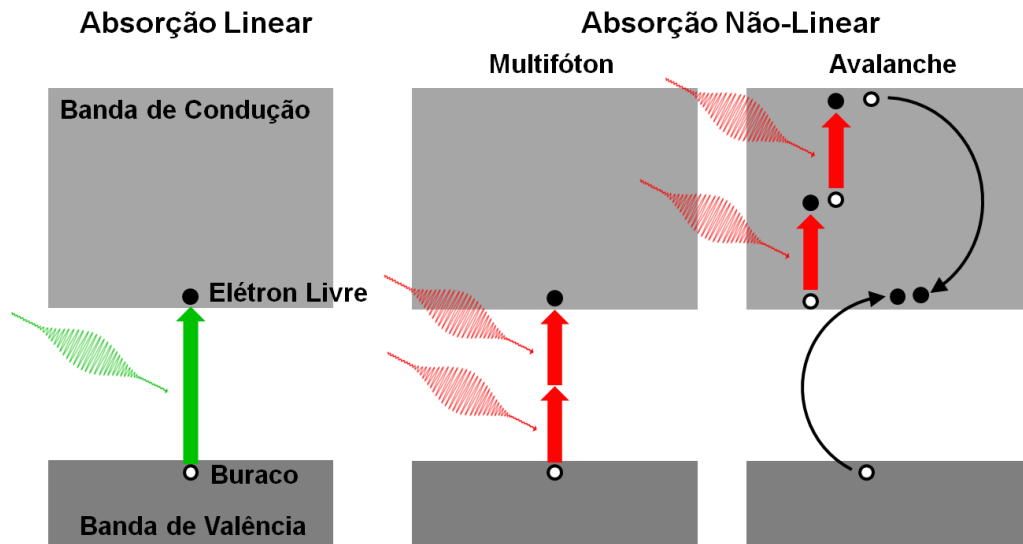 Absorção Linear
Absorção Não-Linear
Multifóton
Avalanche
Banda de Condução
Elétron Livre
Buraco
Banda de Valência